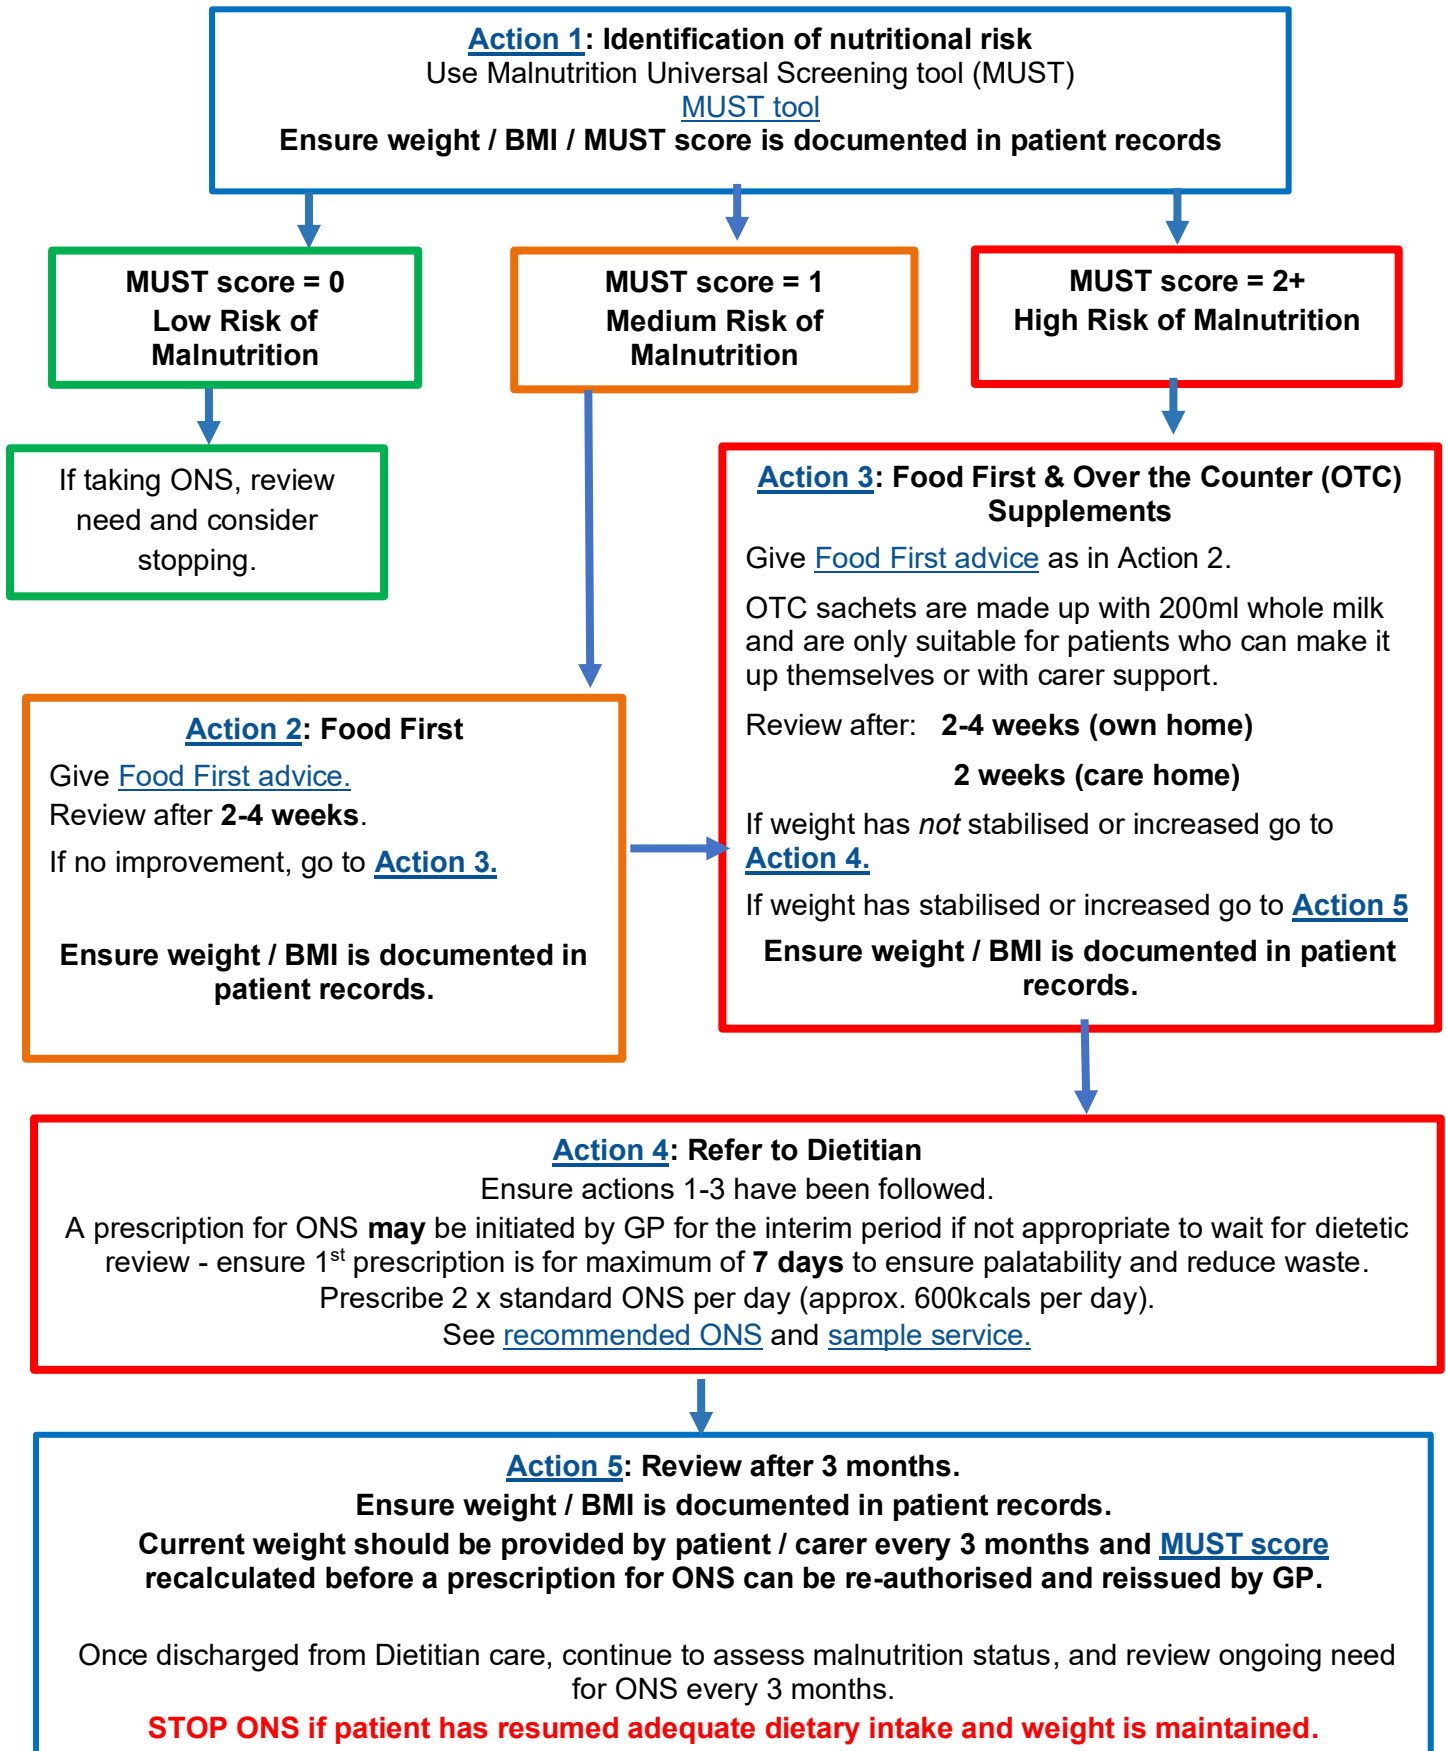 Action 1: Identification of nutritional risk
Use Malnutrition Universal Screening tool (MUST)
MUST tool
Ensure weight / BMI / MUST score is documented in patient records
MUST score = 0
Low Risk of
Malnutrition
MUST score = 1
Medium Risk of
Malnutrition
MUST score = 2+
High Risk of Malnutrition
If taking ONS, review
need and consider
stopping.
Action 2: Food First
Give Food First advice.
Review after 2-4 weeks.
If no improvement, go to Action 3.
Ensure weight / BMI is documented in
patient records.
Action 3: Food First & Over the Counter (OTC)
Supplements
Give Food First advice as in Action 2.
OTC sachets are made up with 200ml whole milk
and are only suitable for patients who can make it
up themselves or with carer support.
Review after: 2-4 weeks (own home)
2 weeks (care home)
If weight has not stabilised or increased go to
Action 4.
If weight has stabilised or increased go to Action 5
Ensure weight / BMI is documented in patient
records.
Action 4: Refer to Dietitian
Ensure actions 1-3 have been followed.
A prescription for ONS may be initiated by GP for the interim period if not appropriate to wait for dietetic
review - ensure 1st prescription is for maximum of 7 days to ensure palatability and reduce waste.
Prescribe 2 x standard ONS per day (approx. 600kcals per day).
See recommended ONS and sample service.
Action 5: Review after 3 months.
Ensure weight / BMI is documented in patient records.
Current weight should be provided by patient / carer every 3 months and MUST score
recalculated before a prescription for ONS can be re-authorised and reissued by GP.
Once discharged from Dietitian care, continue to assess malnutrition status, and review ongoing need
for ONS every 3 months.
STOP ONS if patient has resumed adequate dietary intake and weight is maintained.